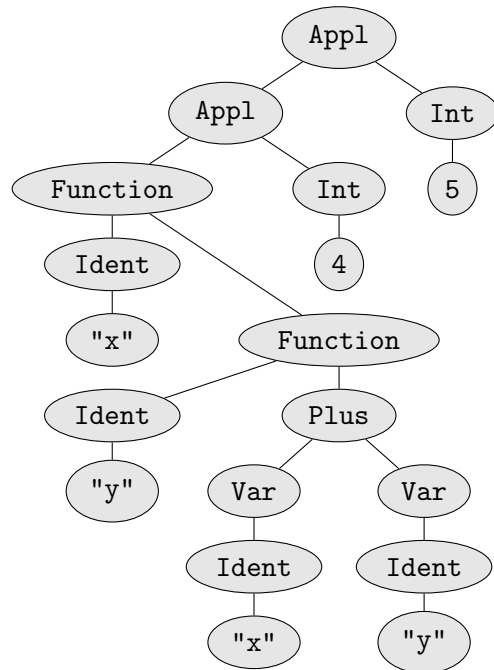 Appl
Appl Int
Function Int 5
Ident 4
"x" Function
Ident Plus
"y" Var Var
Ident Ident
"x" "y"